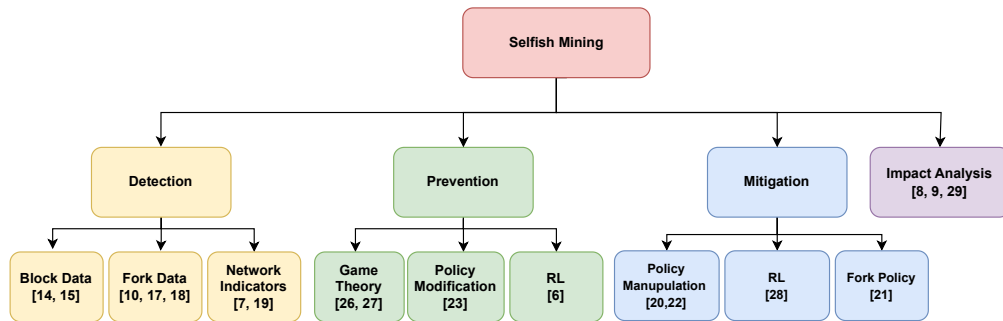 Selfish Mining
Detection
Prevention
Mitigation
Impact Analysis
[8, 9, 29]
Block Data
[14, 15]
Fork Data
[10, 17, 18]
Network
Indicators
[7, 19]
Game
Theory
[26, 27]
Policy
Modification
[23]
RL
[6]
Policy
Manupulation
[20,22]
RL
[28]
Fork Policy
[21]